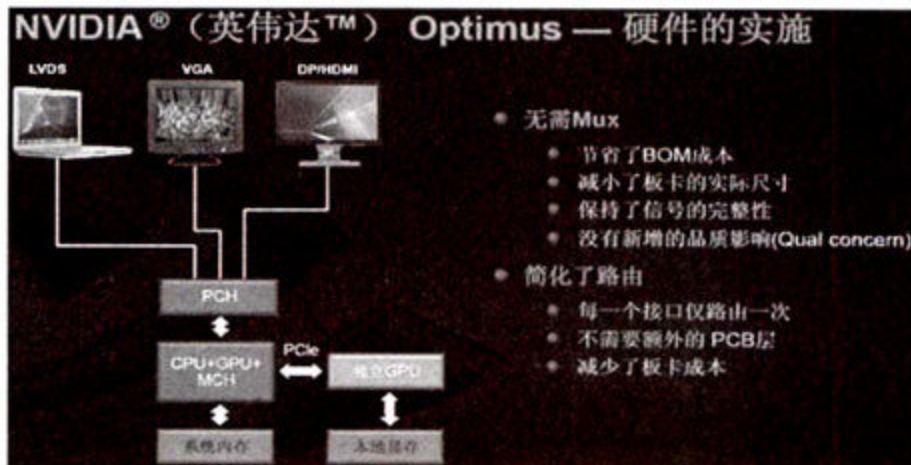 NVIDIA®（英伟达™） Optimus — 硬件的实施
LVDS
VGA
DP/HDMI
PCH
CPU+GPU+
MCH
PCIe
独立GPU
系统内存
本地显存
无需Mux
节省了BOM成本
减小了板卡的实际尺寸
保持了信号的完整性
没有新增的品质影响(Qual concern)
简化了路由
每一个接口仅路由一次
不需要额外的 PCB层
减少了板卡成本